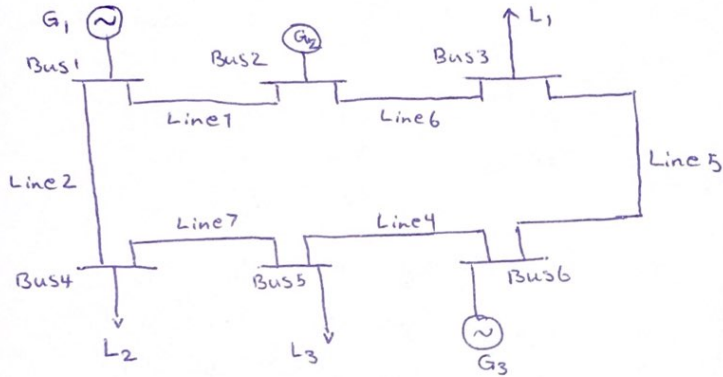 G1
Bus1
G2
Bus2
Bus3
L1
Line1
Line6
Line2
Line5
Line7
Line4
Bus4
Bus5
Bus6
L2
L3
G3